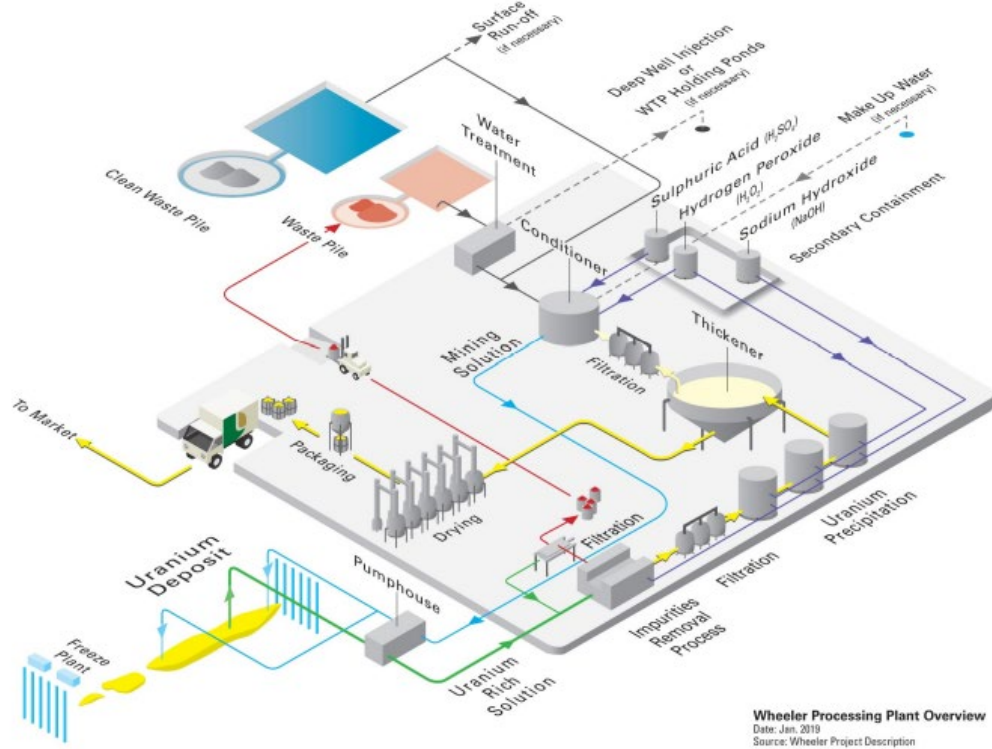 Surface
Run-off
(if necessary)
Deep Well Injection
or
WTP Holding Ponds
(if necessary)
Make Up Water
(if necessary)
Water
Treatment
Sulphuric Acid (H₂SO₄)
Hydrogen Peroxide
(H₂O₂)
Sodium Hydroxide
(NaOH)
Secondary Containment
Clean Waste Pile
Waste Pile
Conditioner
Mining
Solution
Filtration
Thickener
To Market
Packaging
Drying
Filtration
Uranium
Precipitation
Filtration
Impurities
Removal
Process
Uranium
Deposit
Pumphouse
Uranium
Rich
Solution
Freeze
Plant
Wheeler Processing Plant Overview
Date: Jan. 2019
Source: Wheeler Project Description